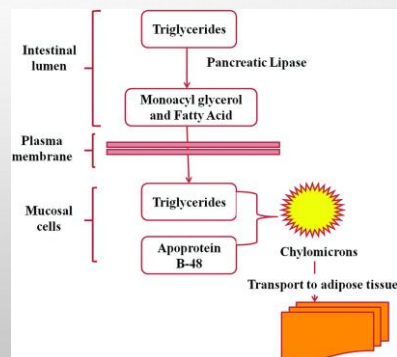 Triglycerides
Intestinal
lumen
Pancreatic Lipase
Monoacyl glycerol
and Fatty Acid
Plasma
membrane
Triglycerides
Mucosal
cells
Apoprotein
B-48
Chylomicrons
Transport to adipose tissue